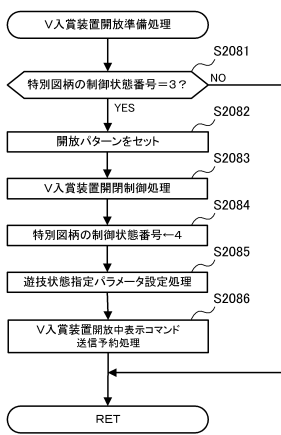 V入賞装置開放準備処理
S2081
特別図柄の制御状態番号=3?
NO
YES
S2082
開放パターンをセット
S2083
V入賞装置開閉制御処理
S2084
特別図柄の制御状態番号←4
S2085
遊技状態指定パラメータ設定処理
S2086
V入賞装置開放中表示コマンド
送信予約処理
RET